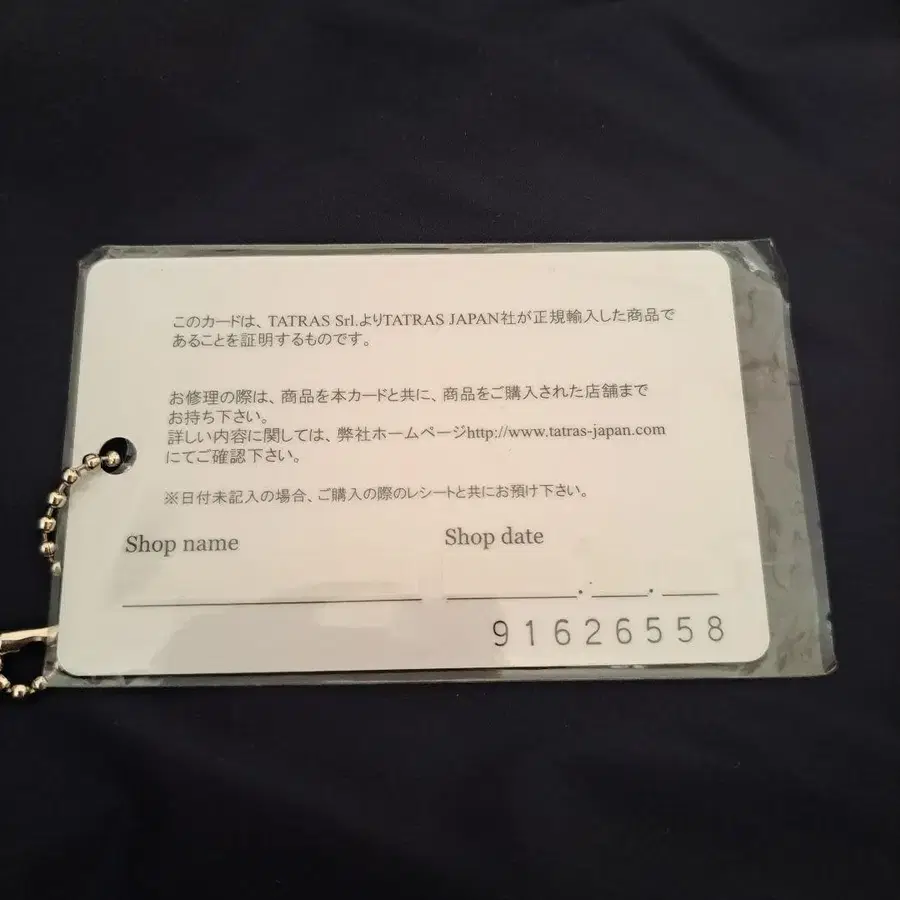 このカードは、TATRAS Srl.よりTATRAS JAPAN社が正規輸入した商品で
あることを証明するものです。
お修理の際は、商品を本カードと共に、商品をご購入された店舗まで
お持ち下さい。
詳しい内容に関しては、弊社ホームページhttp://www.tatras-japan.com
にてご確認下さい。
※日付未記入の場合、ご購入の際のレシートと共にお預け下さい。
Shop name
Shop date
91626558